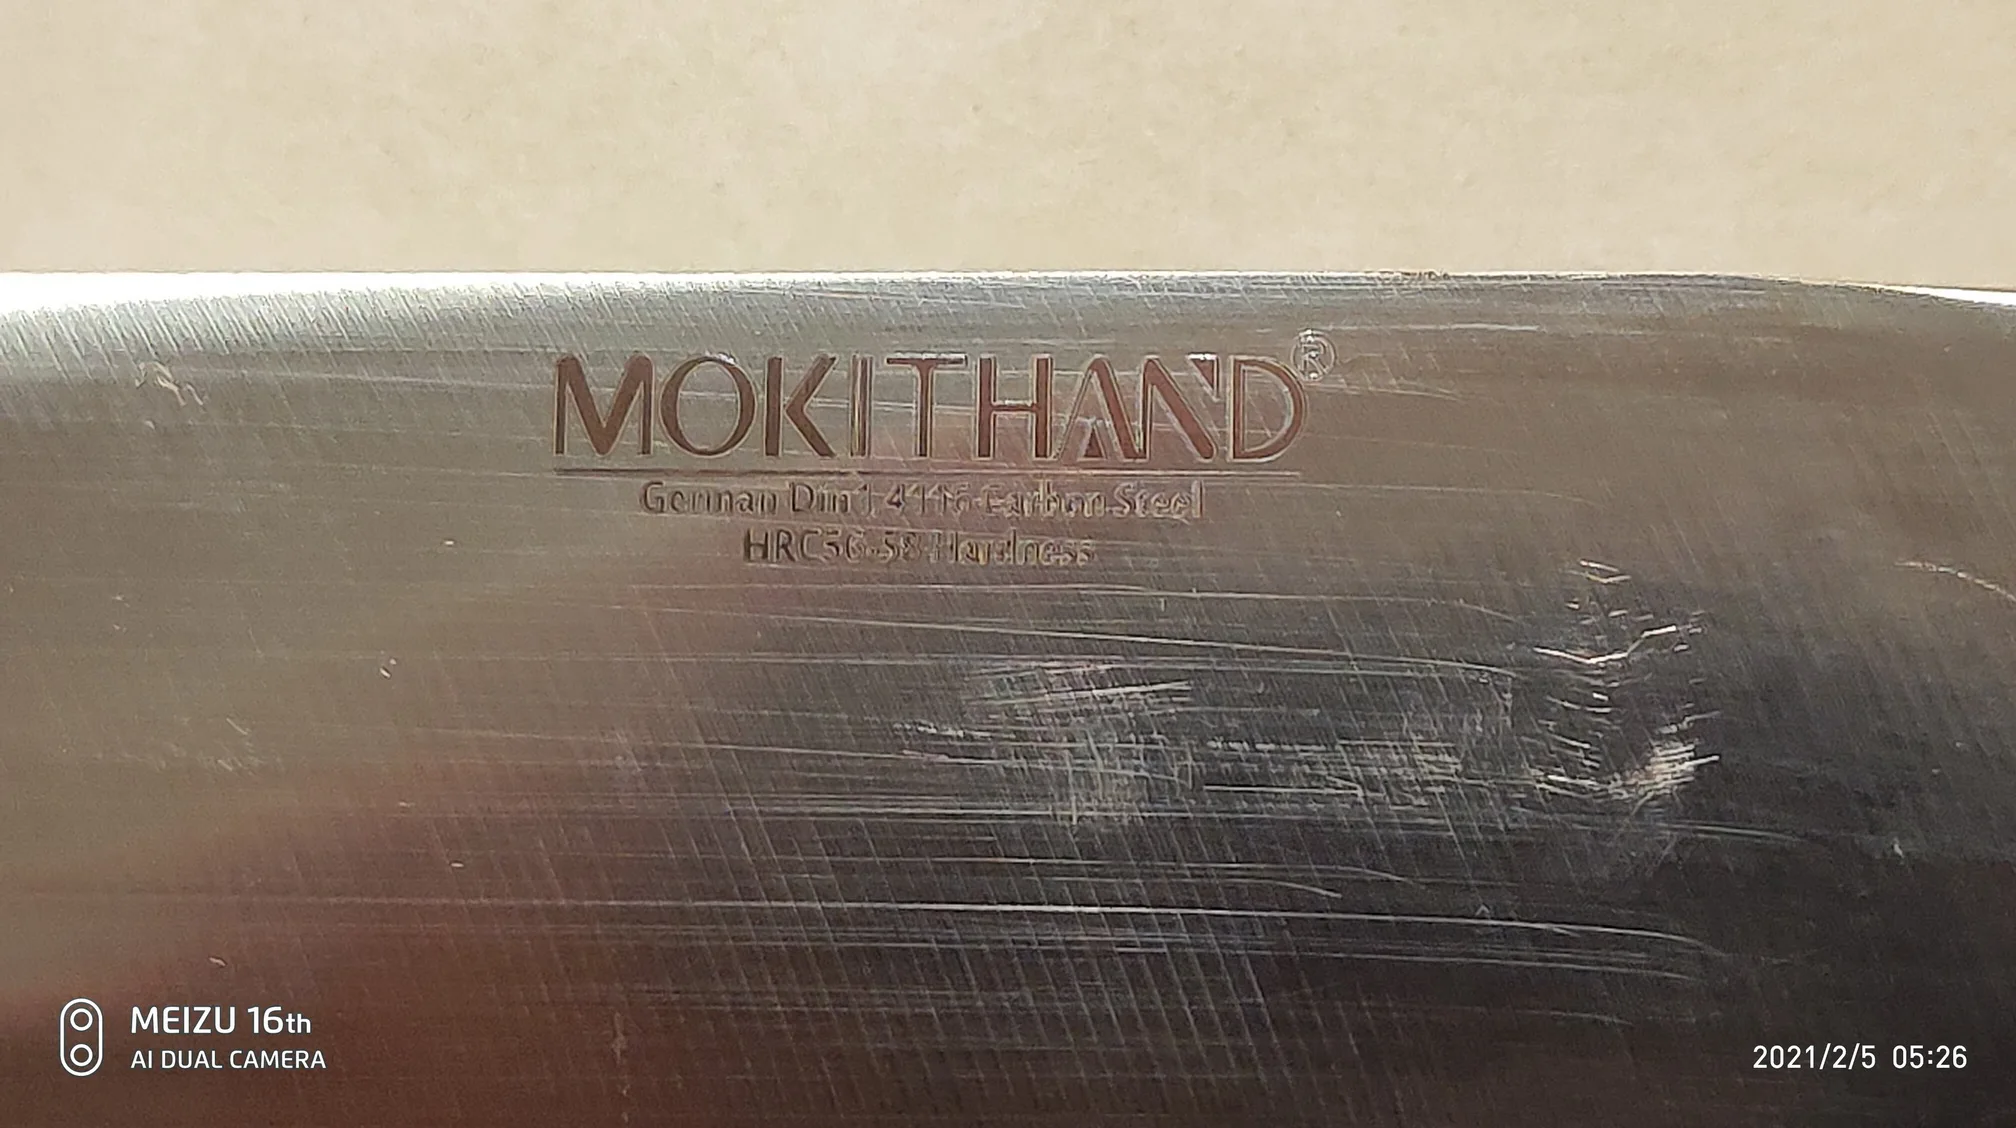 MOKITHAND®
German Din1.4116 Carbon Steel
HRC56-58 Hardness
MEIZU 16th
AI DUAL CAMERA
2021/2/5 05:26